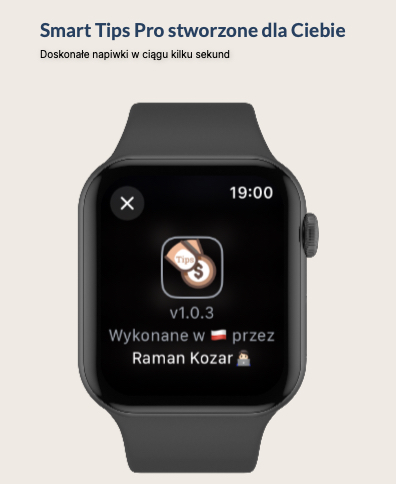 Smart Tips Pro stworzone dla Ciebie
Doskonałe napiwki w ciągu kilku sekund
19:00
Tips
$
v1.0.3
Wykonane w 🇵🇱 przez
Raman Kozar 🧑🏻‍💻